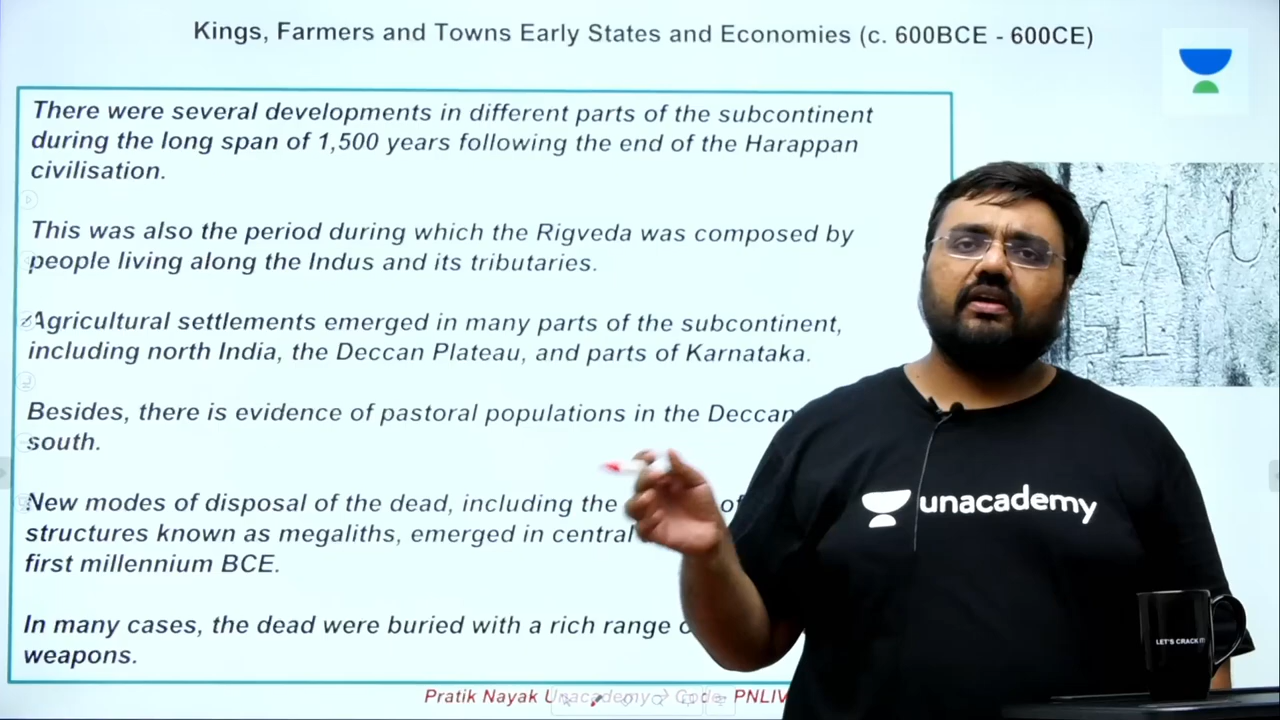 Kings, Farmers and Towns Early States and Economies (c. 600BCE - 600CE)
There were several developments in different parts of the subcontinent
during the long span of 1,500 years following the end of the Harappan
civilisation.
This was also the period during which the Rigveda was composed by
people living along the Indus and its tributaries.
Agricultural settlements emerged in many parts of the subcontinent,
including north India, the Deccan Plateau, and parts of Karnataka.
Besides, there is evidence of pastoral populations in the Deccan
south.
New modes of disposal of the dead, including the of
structures known as megaliths, emerged in central
first millennium BCE.
In many cases, the dead were buried with a rich range
weapons.
Pratik Nayak Unacademy → Code- PNLIV
unacademy
LET'S CRACK IT!